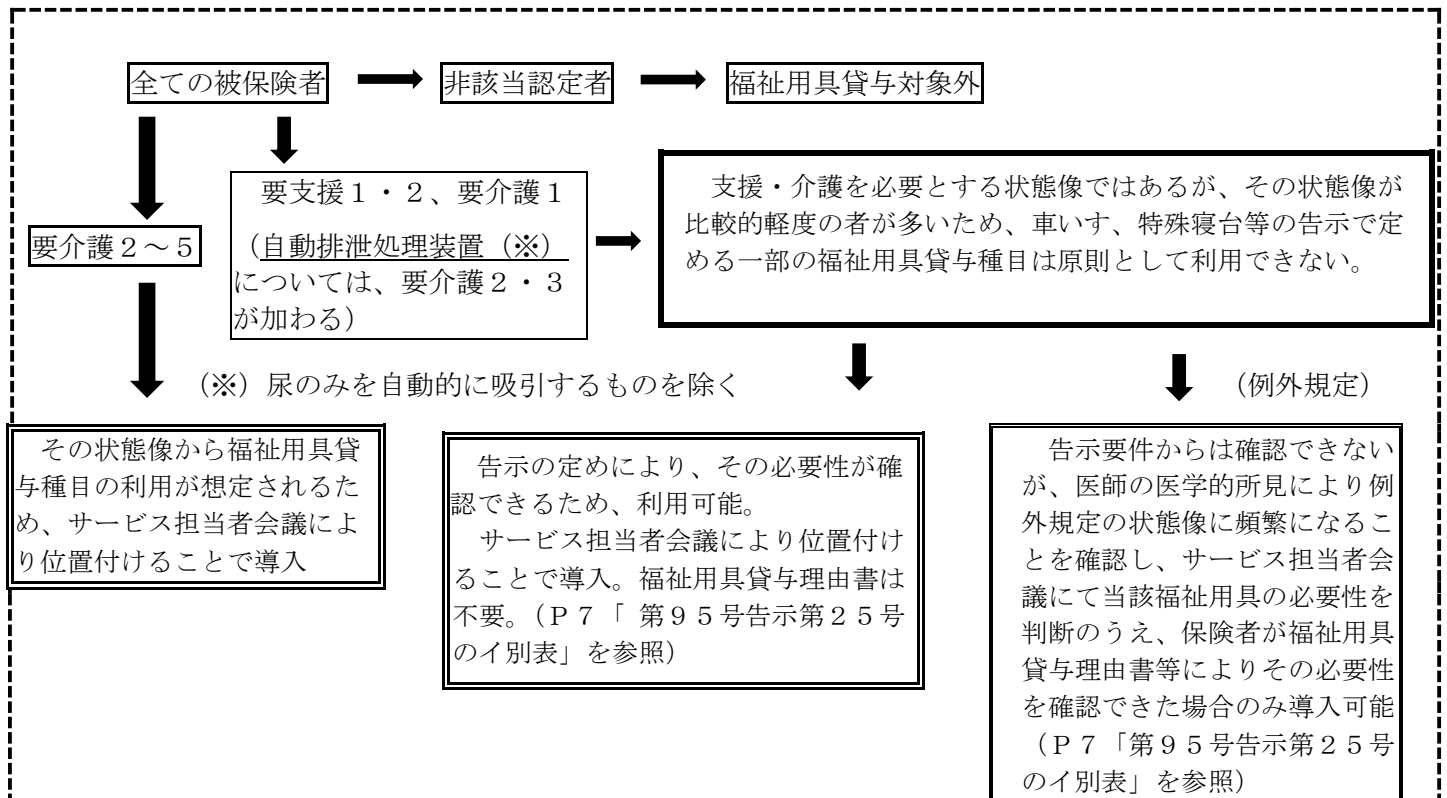 全ての被保険者
非該当認定者
福祉用具貸与対象外
要介護２～５
要支援１・２、要介護１
（自動排泄処理装置（※）
については、要介護２・３
が加わる）
支援・介護を必要とする状態像ではあるが、その状態像が
比較的軽度の者が多いため、車いす、特殊寝台等の告示で定
める一部の福祉用具貸与種目は原則として利用できない。
（※）尿のみを自動的に吸引するものを除く
（例外規定）
その状態像から福祉用具貸
与種目の利用が想定されるた
め、サービス担当者会議によ
り位置付けることで導入
告示の定めにより、その必要性が確
認できるため、利用可能。
サービス担当者会議により位置付け
ることで導入。福祉用具貸与理由書は
不要。（Ｐ７「 第９５号告示第２５号
のイ別表」を参照）
告示要件からは確認できない
が、医師の医学的所見により例
外規定の状態像に頻繁になるこ
とを確認し、サービス担当者会
議にて当該福祉用具の必要性を
判断のうえ、保険者が福祉用具
貸与理由書等によりその必要性
を確認できた場合のみ導入可能
（Ｐ７「第９５号告示第２５号
のイ別表」を参照）